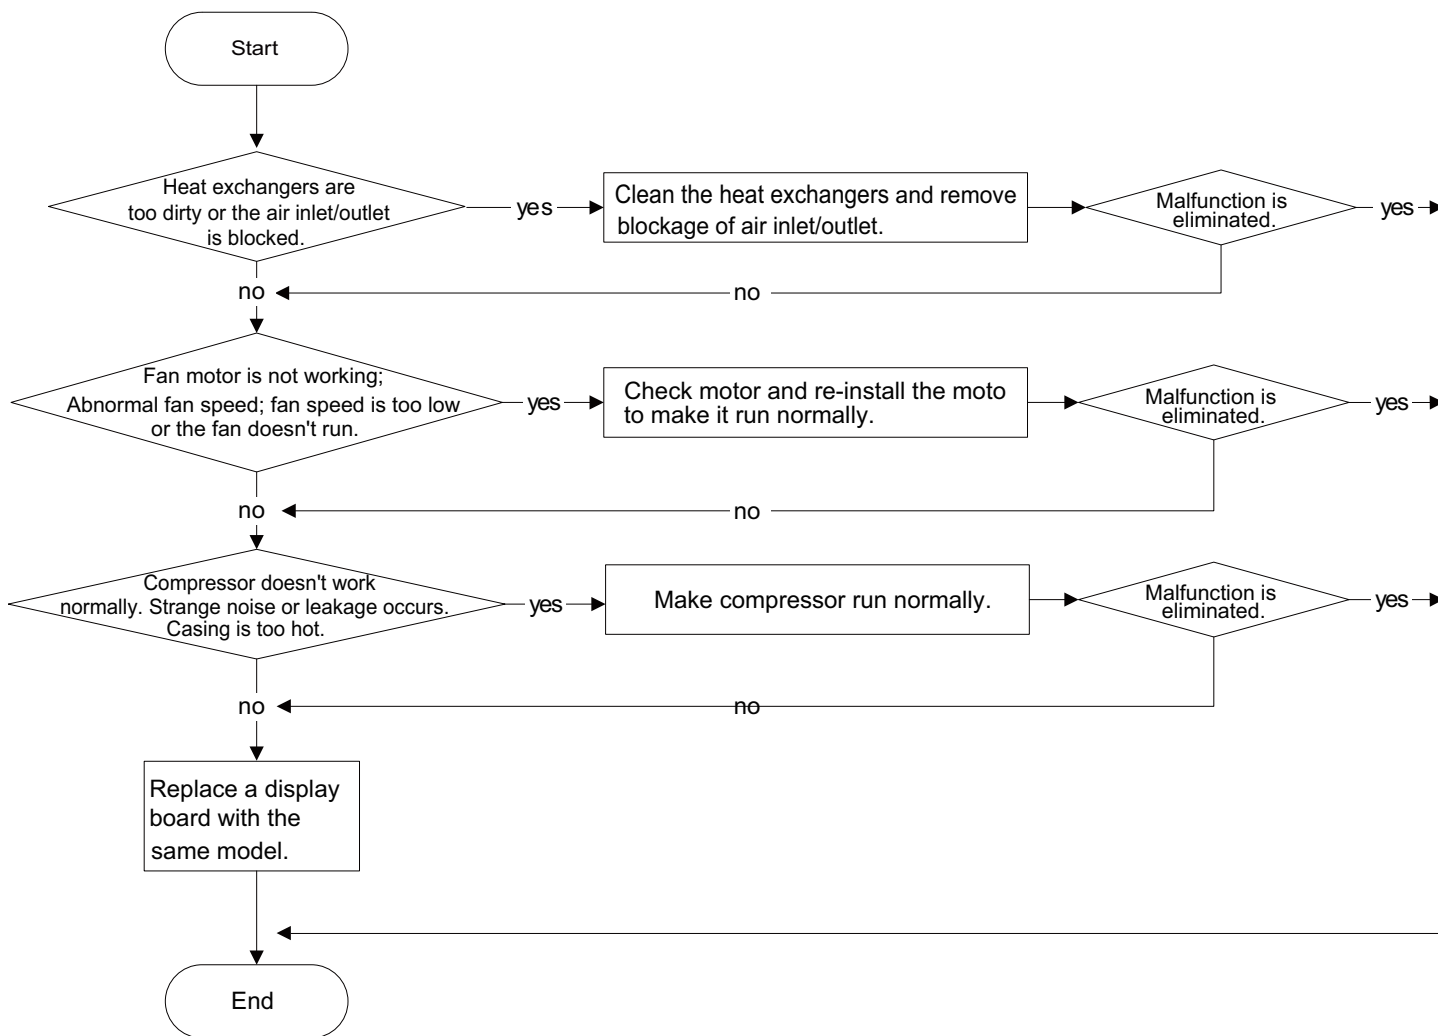 Start
Heat exchangers are
too dirty or the air inlet/outlet
is blocked.
yes
Clean the heat exchangers and remove
blockage of air inlet/outlet.
Malfunction is
eliminated.
yes
no
no
Fan motor is not working;
Abnormal fan speed; fan speed is too low
or the fan doesn't run.
yes
Check motor and re-install the moto
to make it run normally.
Malfunction is
eliminated.
yes
no
no
Compressor doesn't work
normally. Strange noise or leakage occurs.
Casing is too hot.
yes
Make compressor run normally.
Malfunction is
eliminated.
yes
no
no
Replace a display
board with the
same model.
End